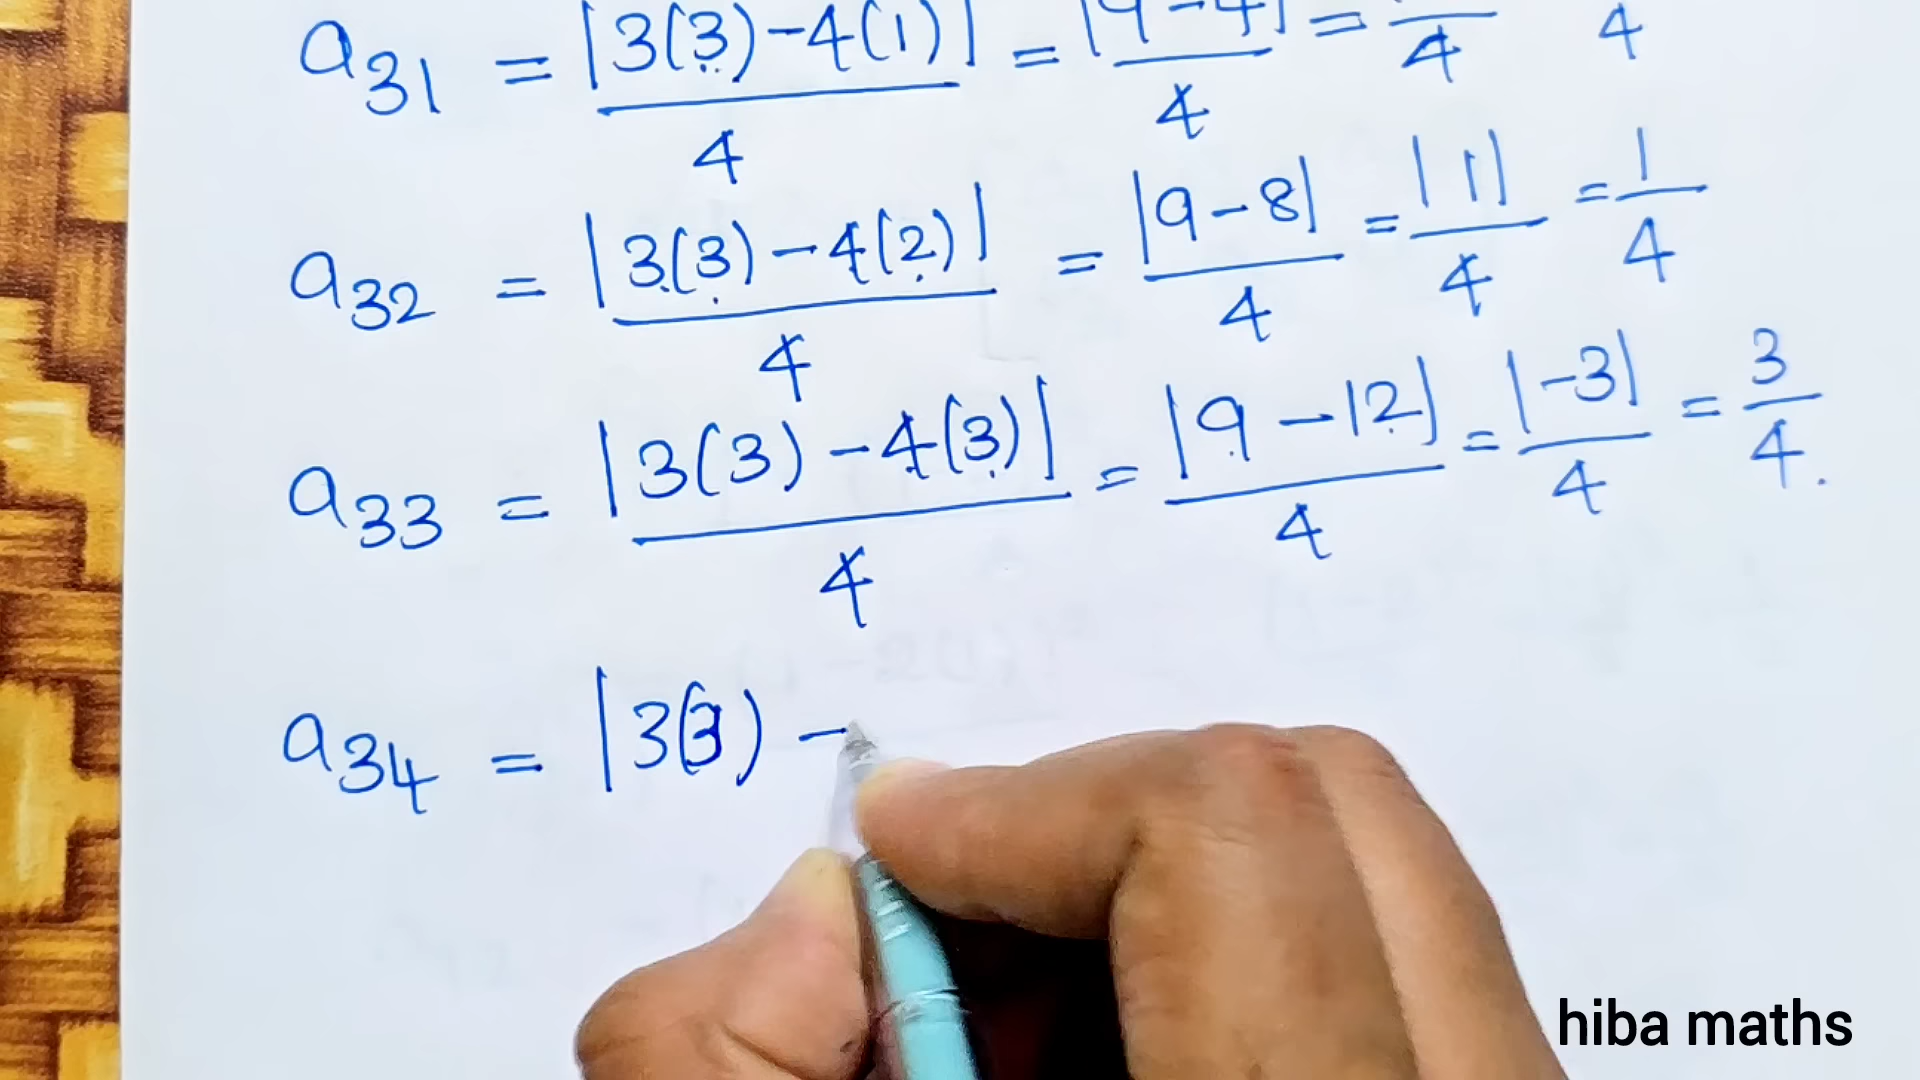 a31 = |3(3)-4(1)|/4 = |9-4|/4 = /4 4
a32 = |3(3)-4(2)|/4 = |9-8|/4 = |1|/4 = 1/4
a33 = |3(3)-4(3)|/4 = |9-12|/4 = |-3|/4 = 3/4.
a34 = |3(3) -
hiba maths